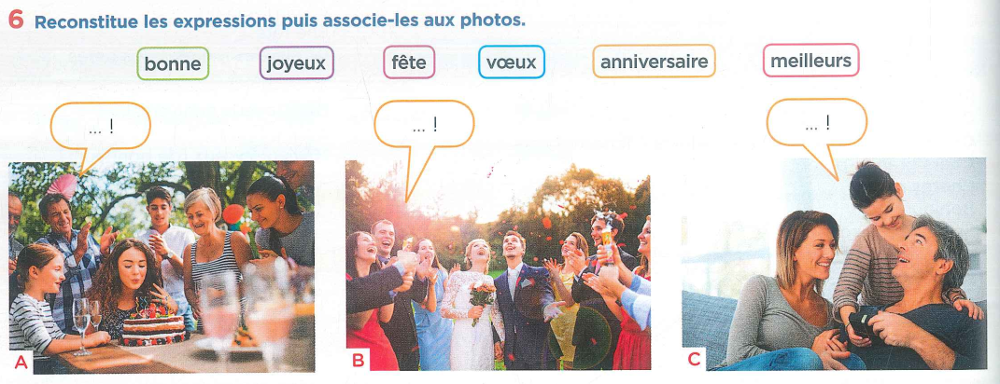 6 Reconstitue les expressions puis associe-les aux photos.
bonne joyeux fête vœux anniversaire meilleurs
... ! ... ! ... !
A B C